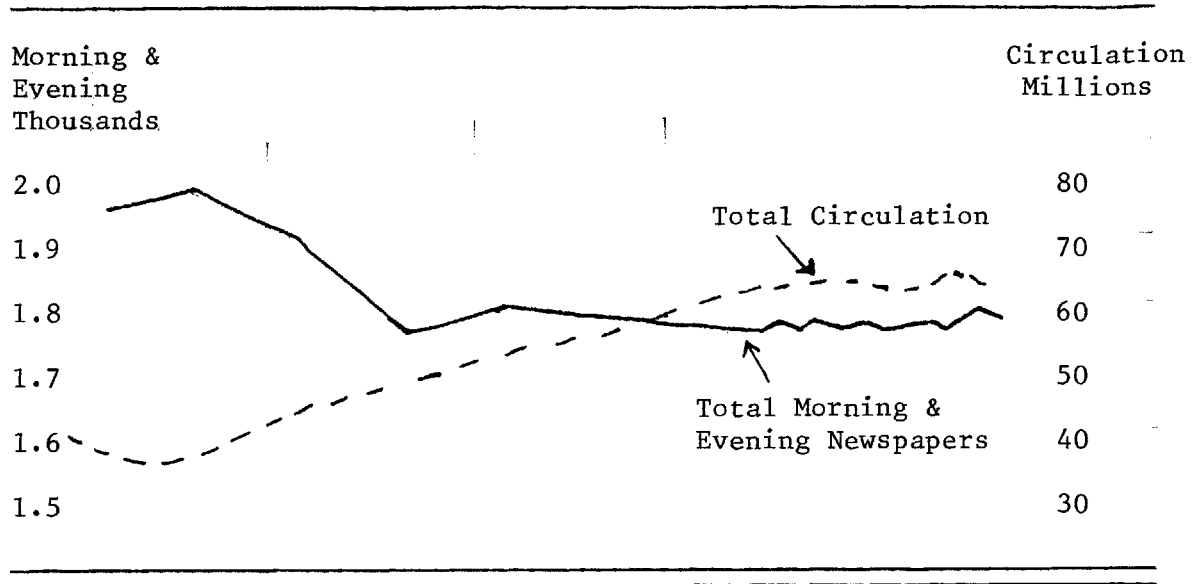 Morning &
Evening
Thousands
Circulation
Millions
2.0
80
Total Circulation
1.9
70
1.8
60
1.7
50
Total Morning &
Evening Newspapers
1.6
40
1.5
30